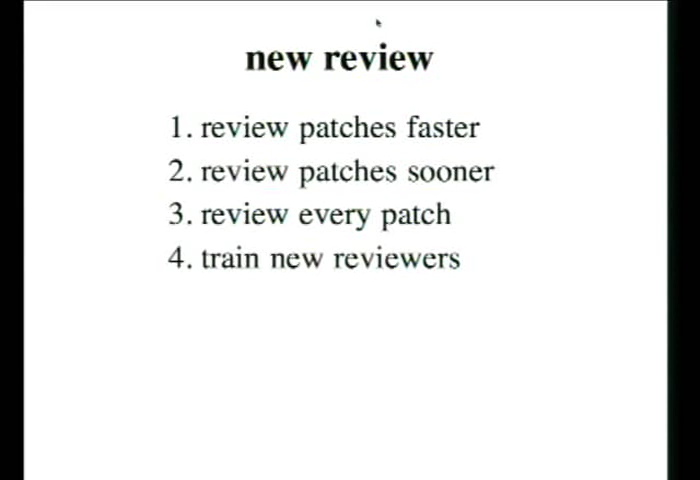 new review
1. review patches faster
2. review patches sooner
3. review every patch
4. train new reviewers